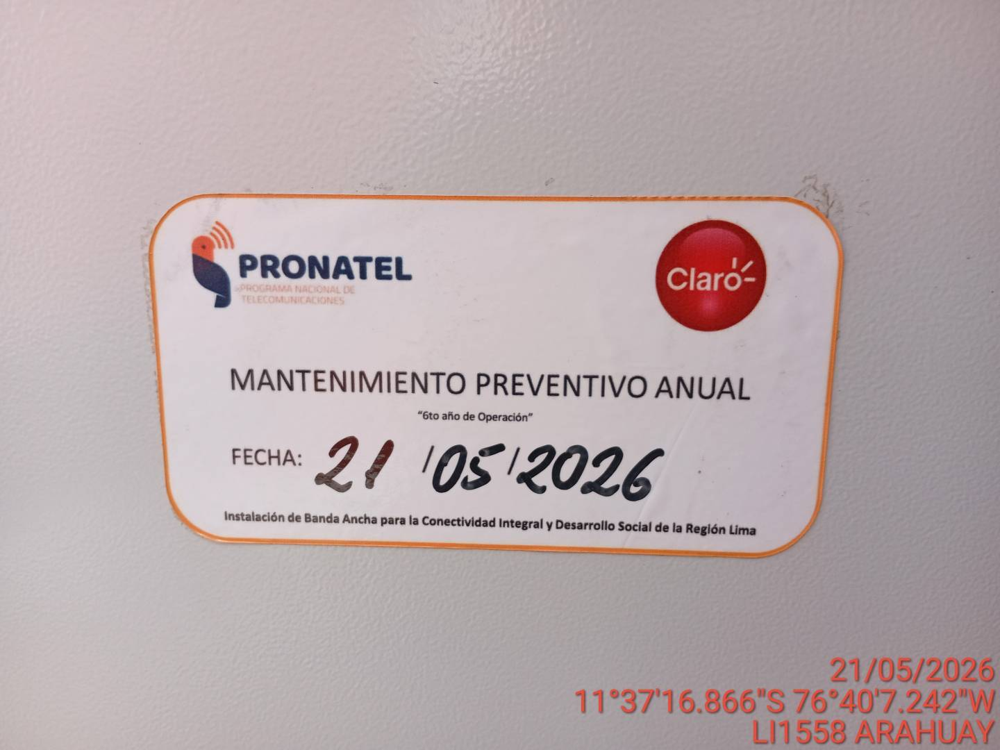 PRONATEL
PROGRAMA NACIONAL DE
TELECOMUNICACIONES
Claro
MANTENIMIENTO PREVENTIVO ANUAL
“6to año de Operación”
FECHA: 21 /05/2026
Instalación de Banda Ancha para la Conectividad Integral y Desarrollo Social de la Región Lima
21/05/2026
11°37'16.866"S 76°40'7.242"W
LI1558 ARAHUAY